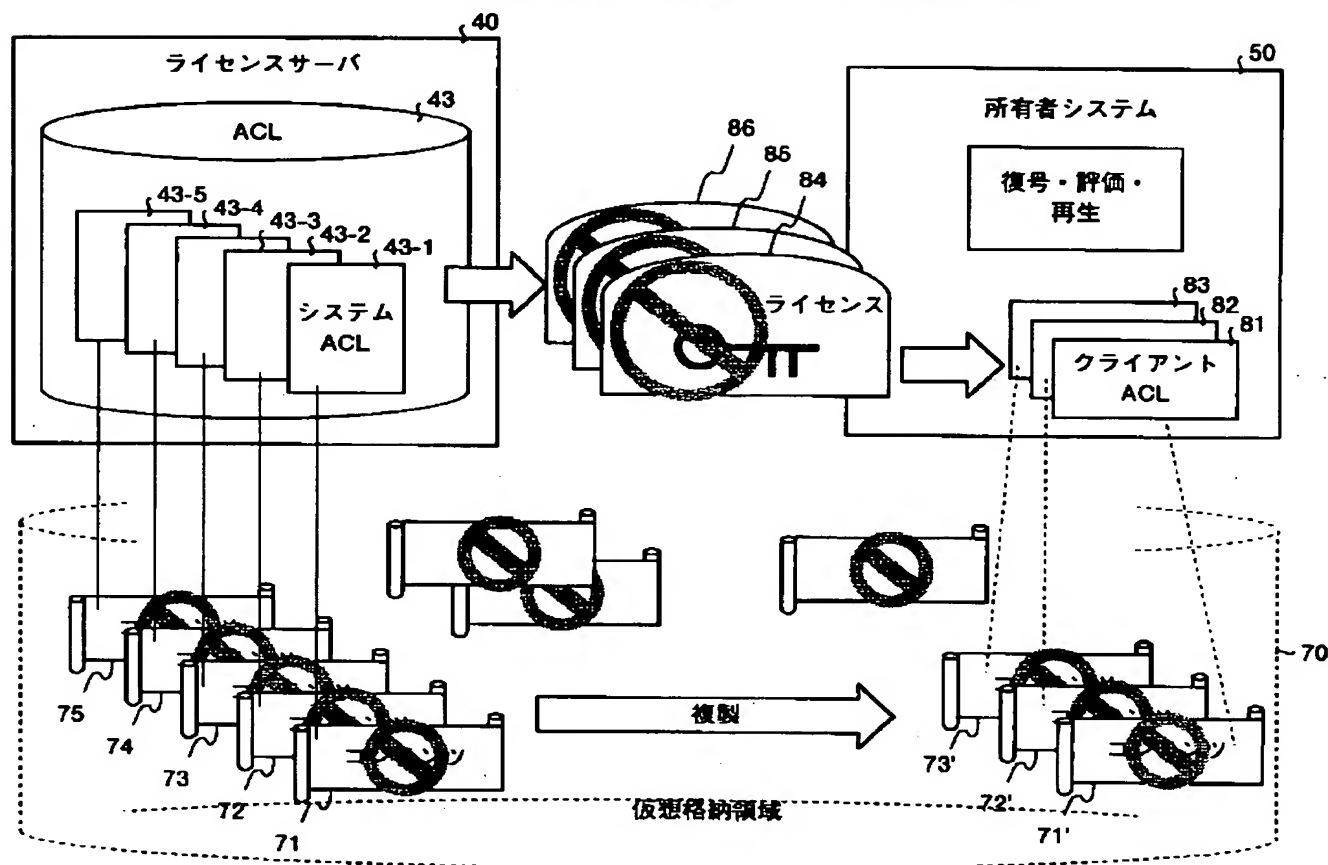 40
ライセンスサーバ
43
ACL
43-5
43-4
43-3
43-2
43-1
システム
ACL
86
85
84
ライセンス
50
所有者システム
復号・評価・
再生
83
82
81
クライアント
ACL
70
75
74
73
72
71
複製
73'
72'
71'
仮想格納領域